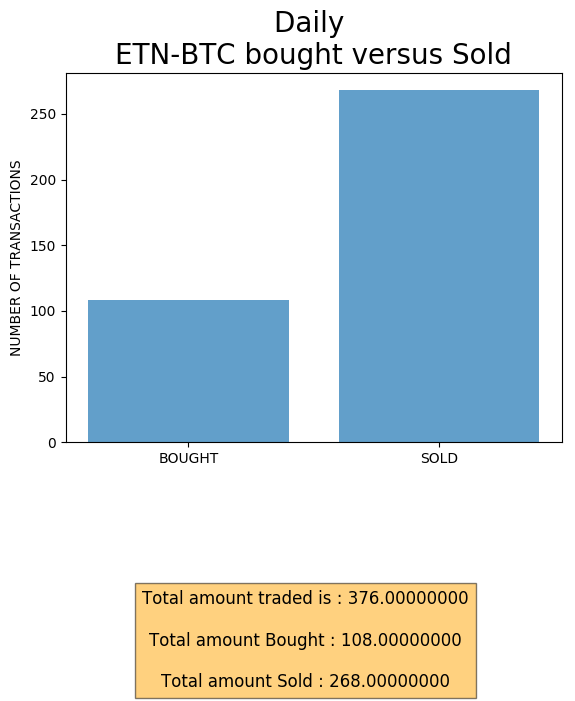 Daily
ETN-BTC bought versus Sold
NUMBER OF TRANSACTIONS
250
200
150
100
50
0
BOUGHT
SOLD
Total amount traded is : 376.00000000
Total amount Bought : 108.00000000
Total amount Sold : 268.00000000